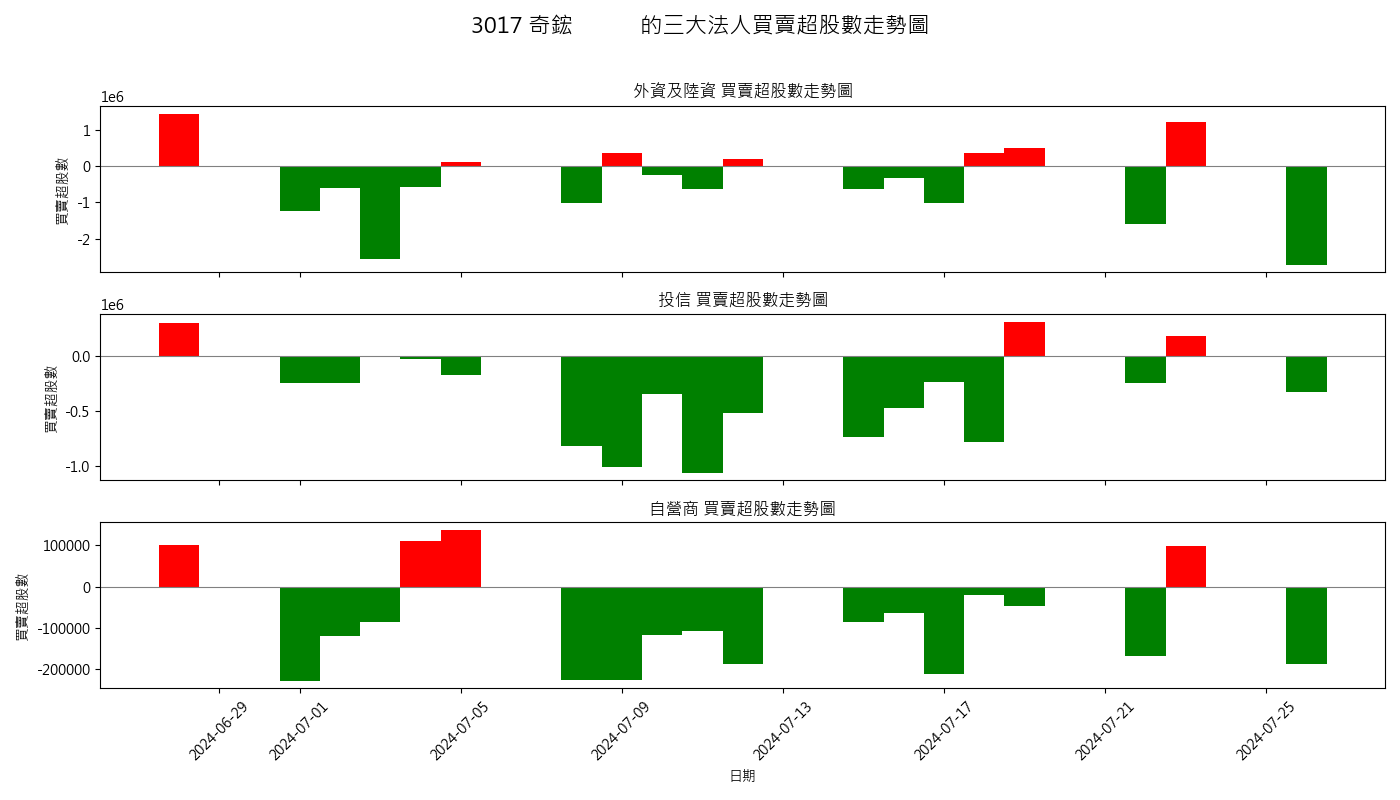 3017 奇鋐 的三大法人買賣超股數走勢圖
外資及陸資 買賣超股數走勢圖
1e6
買賣超股數
1
0
-1
-2
投信 買賣超股數走勢圖
1e6
買賣超股數
0.0
-0.5
-1.0
自營商 買賣超股數走勢圖
買賣超股數
100000
0
-100000
-200000
2024-06-29
2024-07-01
2024-07-05
2024-07-09
2024-07-13
2024-07-17
2024-07-21
2024-07-25
日期